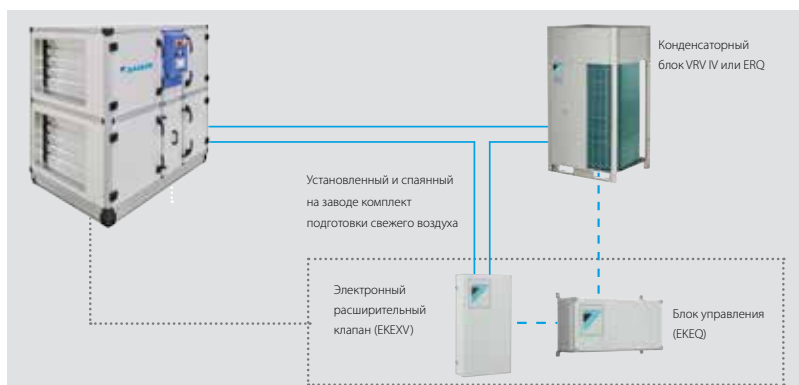 DAIKIN
Конденсаторный
блок VRV IV или ERQ
Установленный и спаянный
на заводе комплект
подготовки свежего воздуха
Электронный
расширительный
клапан (EKEXV)
Блок управления
(EKEQ)